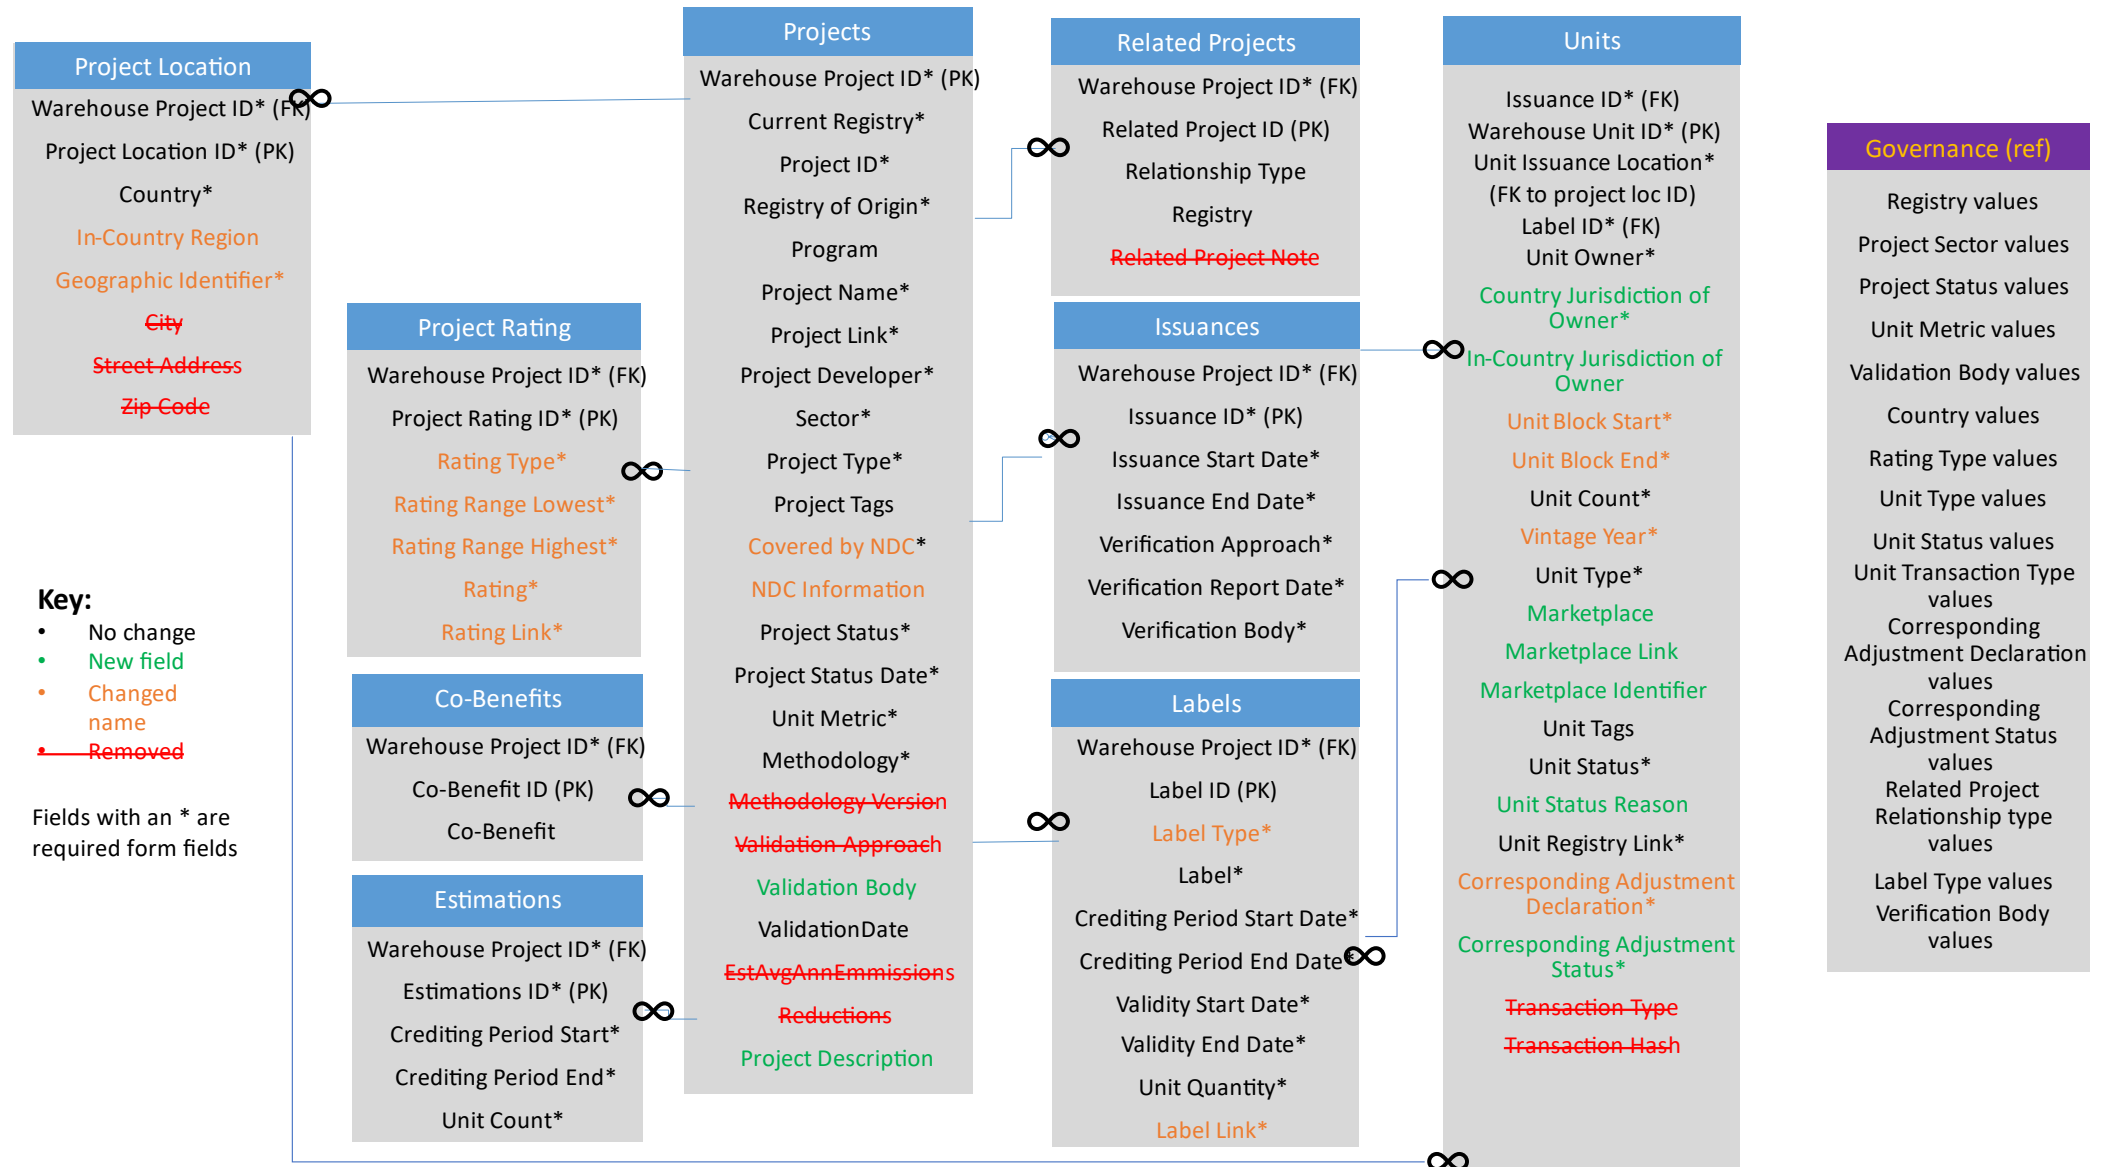 Project Location
Warehouse Project ID* (FK)
Project Location ID* (PK)
Country*
In-Country Region
Geographic Identifier*
City
Street Address
Zip Code
Key:
• No change
• New field
• Changed
name
• Removed
Fields with an * are
required form fields
Project Rating
Warehouse Project ID* (FK)
Project Rating ID* (PK)
Rating Type*
Rating Range Lowest*
Rating Range Highest*
Rating*
Rating Link*
Co-Benefits
Warehouse Project ID* (FK)
Co-Benefit ID (PK)
Co-Benefit
Estimations
Warehouse Project ID* (FK)
Estimations ID* (PK)
Crediting Period Start*
Crediting Period End*
Unit Count*
Projects
Warehouse Project ID* (PK)
Current Registry*
Project ID*
Registry of Origin*
Program
Project Name*
Project Link*
Project Developer*
Sector*
Project Type*
Project Tags
Covered by NDC*
NDC Information
Project Status*
Project Status Date*
Unit Metric*
Methodology*
Methodology Version
Validation Approach
Validation Body
ValidationDate
EstAvgAnnEmmissions
Reductions
Project Description
Related Projects
Warehouse Project ID* (FK)
Related Project ID (PK)
Relationship Type
Registry
Related Project Note
Issuances
Warehouse Project ID* (FK)
Issuance ID* (PK)
Issuance Start Date*
Issuance End Date*
Verification Approach*
Verification Report Date*
Verification Body*
Labels
Warehouse Project ID* (FK)
Label ID (PK)
Label Type*
Label*
Crediting Period Start Date*
Crediting Period End Date*
Validity Start Date*
Validity End Date*
Unit Quantity*
Label Link*
Units
Issuance ID* (FK)
Warehouse Unit ID* (PK)
Unit Issuance Location*
(FK to project loc ID)
Label ID* (FK)
Unit Owner*
Country Jurisdiction of
Owner*
In-Country Jurisdiction of
Owner
Unit Block Start*
Unit Block End*
Unit Count*
Vintage Year*
Unit Type*
Marketplace
Marketplace Link
Marketplace Identifier
Unit Tags
Unit Status*
Unit Status Reason
Unit Registry Link*
Corresponding Adjustment
Declaration*
Corresponding Adjustment
Status*
Transaction Type
Transaction Hash
Governance (ref)
Registry values
Project Sector values
Project Status values
Unit Metric values
Validation Body values
Country values
Rating Type values
Unit Type values
Unit Status values
Unit Transaction Type
values
Corresponding
Adjustment Declaration
values
Corresponding
Adjustment Status
values
Related Project
Relationship type
values
Label Type values
Verification Body
values